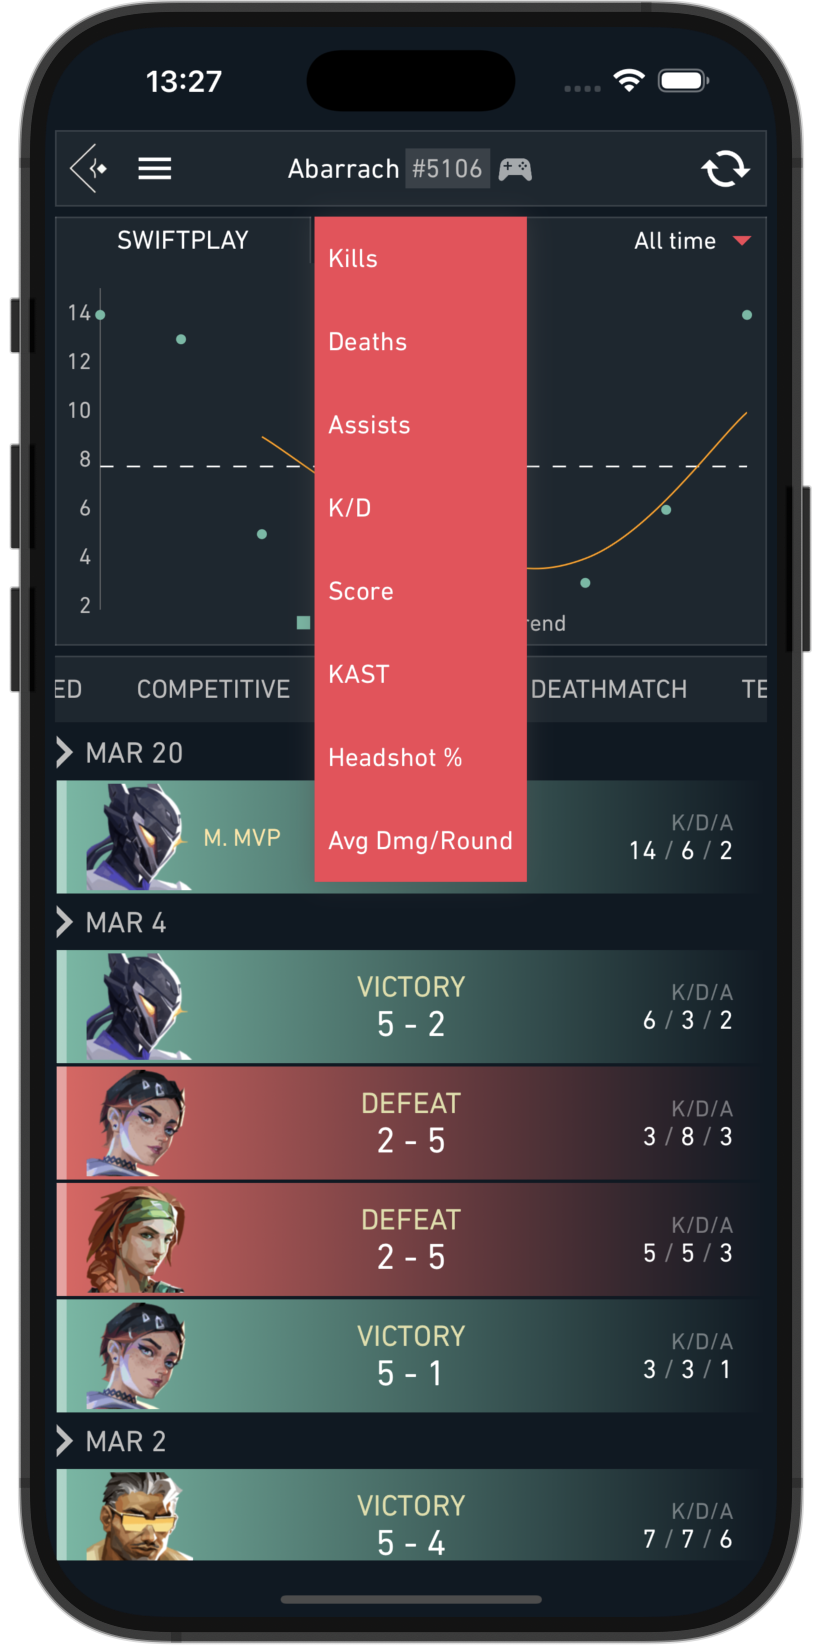 13:27
Abarrach #5106
SWIFTPLAY
All time
Kills
Deaths
Assists
K/D
Score
KAST
Headshot %
Avg Dmg/Round
14
12
10
8
6
4
2
rend
ED COMPETITIVE DEATHMATCH TE
MAR 20
M. MVP
K/D/A
14 / 6 / 2
MAR 4
VICTORY
5 - 2
K/D/A
6 / 3 / 2
DEFEAT
2 - 5
K/D/A
3 / 8 / 3
DEFEAT
2 - 5
K/D/A
5 / 5 / 3
VICTORY
5 - 1
K/D/A
3 / 3 / 1
MAR 2
VICTORY
5 - 4
K/D/A
7 / 7 / 6